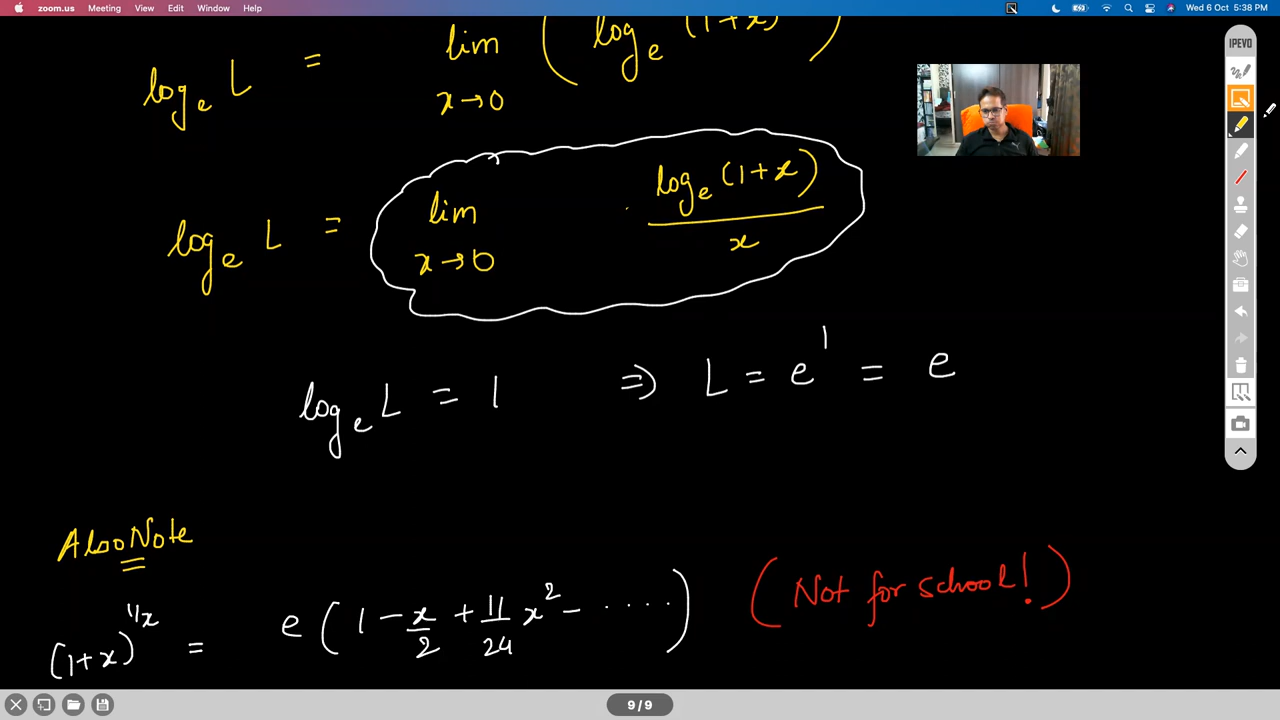 zoom.us Meeting View Edit Window Help Wed 6 Oct 5:38 PM
IPEVO
log_e L = lim x→0 ( log_e (1+x) )
log_e L = lim x→0 log_e (1+x) / x
log_e L = 1 ⇒ L = e^1 = e
Also Note
(1+x)^{1/x} = e ( 1 - x/2 + 11/24 x^2 - ..... ) (Not for school!)
9/9